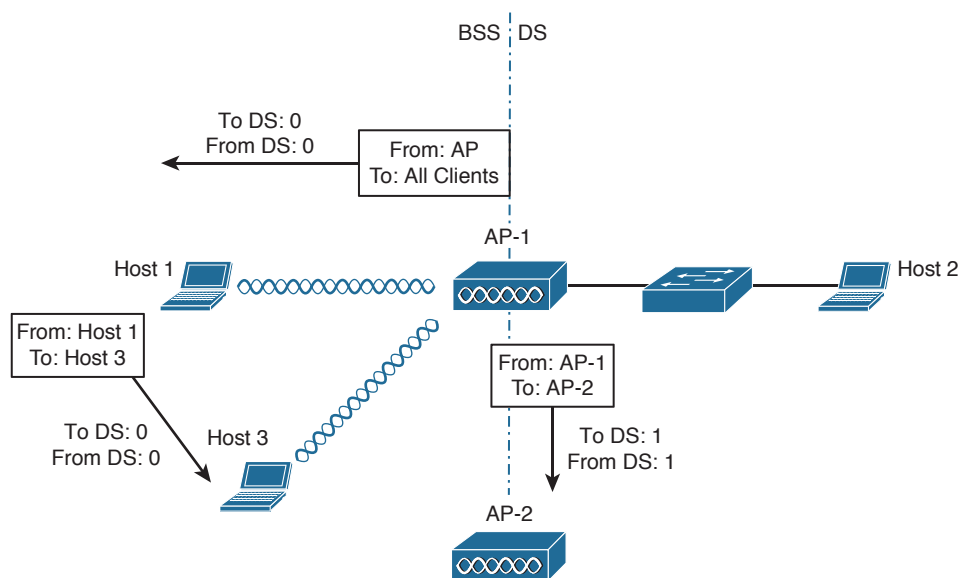 BSS DS
To DS: 0
From DS: 0
From: AP
To: All Clients
AP-1
Host 1
Host 2
From: Host 1
To: Host 3
From: AP-1
To: AP-2
To DS: 0
From DS: 0
Host 3
To DS: 1
From DS: 1
AP-2